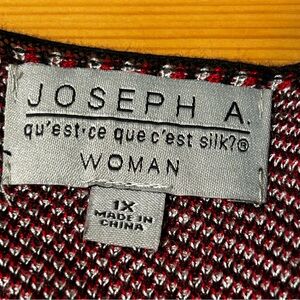 JOSEPH A.
qu'est·ce que c'est silk?®
WOMAN
1X
MADE IN
CHINA